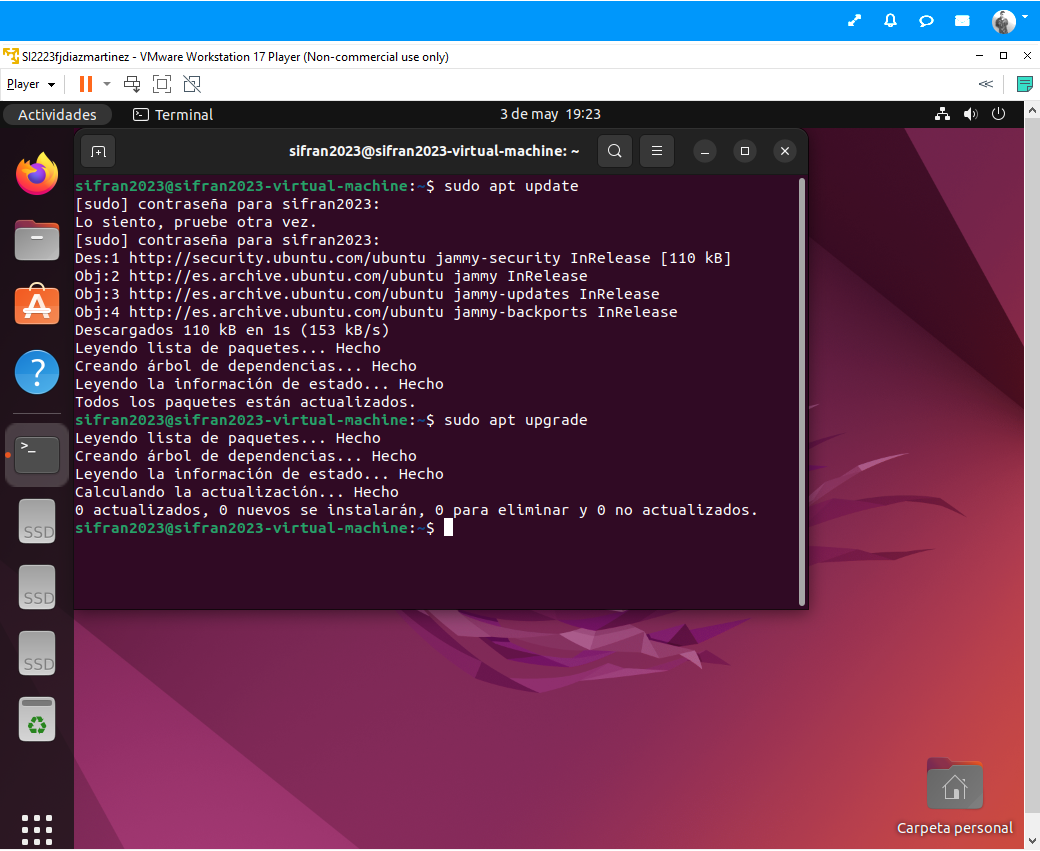 SI2223fjdiazmartinez - VMware Workstation 17 Player (Non-commercial use only)
Player
Actividades
Terminal
3 de may 19:23
sifran2023@sifran2023-virtual-machine: ~
sifran2023@sifran2023-virtual-machine:~$ sudo apt update
[sudo] contraseña para sifran2023:
Lo siento, pruebe otra vez.
[sudo] contraseña para sifran2023:
Des:1 http://security.ubuntu.com/ubuntu jammy-security InRelease [110 kB]
Obj:2 http://es.archive.ubuntu.com/ubuntu jammy InRelease
Obj:3 http://es.archive.ubuntu.com/ubuntu jammy-updates InRelease
Obj:4 http://es.archive.ubuntu.com/ubuntu jammy-backports InRelease
Descargados 110 kB en 1s (153 kB/s)
Leyendo lista de paquetes... Hecho
Creando árbol de dependencias... Hecho
Leyendo la información de estado... Hecho
Todos los paquetes están actualizados.
sifran2023@sifran2023-virtual-machine:~$ sudo apt upgrade
Leyendo lista de paquetes... Hecho
Creando árbol de dependencias... Hecho
Leyendo la información de estado... Hecho
Calculando la actualización... Hecho
0 actualizados, 0 nuevos se instalarán, 0 para eliminar y 0 no actualizados.
sifran2023@sifran2023-virtual-machine:~$
SSD
SSD
SSD
Carpeta personal